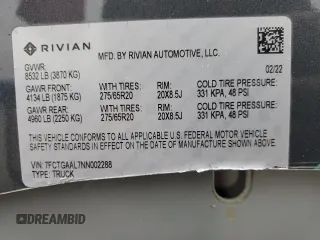 RIVIAN
MFD. BY RIVIAN AUTOMOTIVE, LLC.
GVWR:
8532 LB (3870 KG)
02/22
GAWR FRONT: WITH TIRES: RIM: COLD TIRE PRESSURE:
4134 LB (1875 KG) 275/65R20 20X8.5J 331 KPA, 48 PSI
GAWR REAR: WITH TIRES: RIM: COLD TIRE PRESSURE:
4960 LB (2250 KG) 275/65R20 20X8.5J 331 KPA, 48 PSI
THIS VEHICLE CONFORMS TO ALL APPLICABLE U.S. FEDERAL MOTOR VEHICLE
SAFETY STANDARDS IN EFFECT ON THE DATE OF MANUFACTURE SHOWN ABOVE.
VIN: 7FCTGAAL7NN002288
TYPE: TRUCK